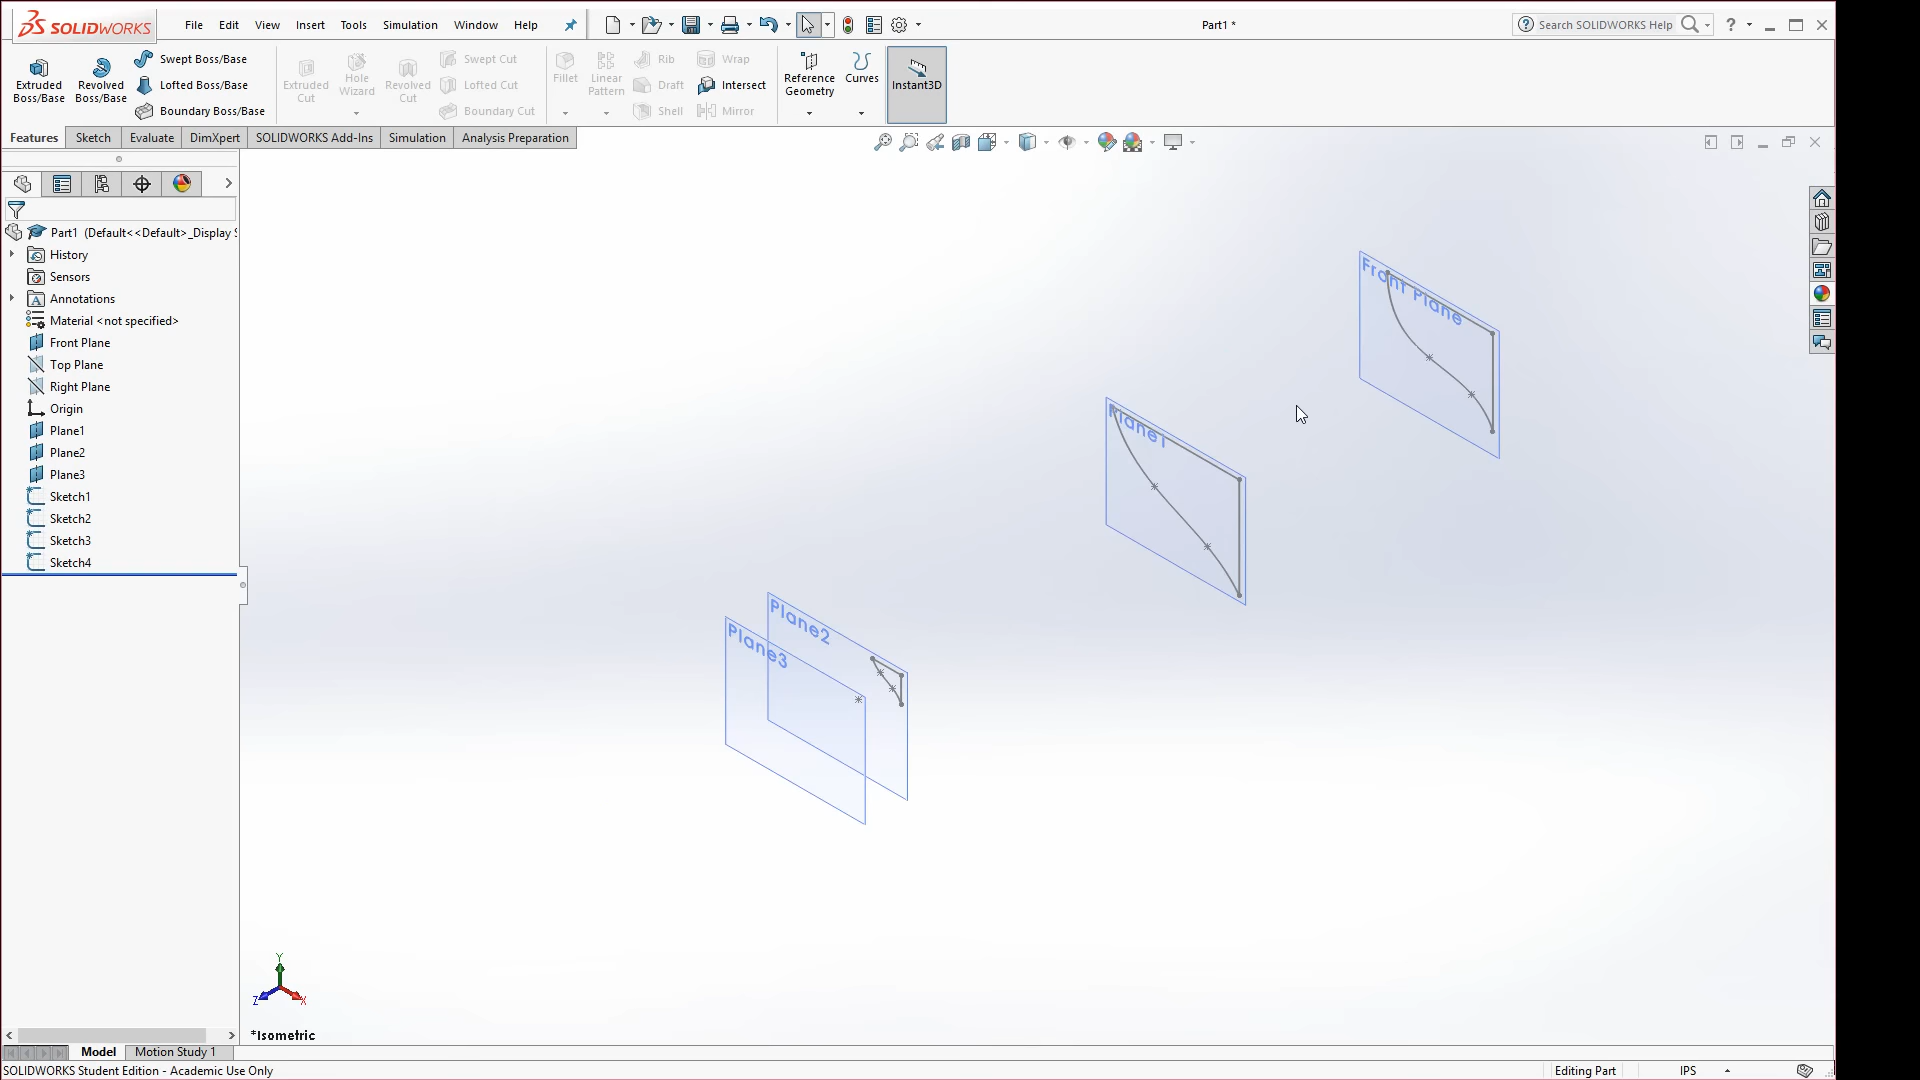 SOLIDWORKS File Edit View Insert Tools Simulation Window Help Part1 * Search SOLIDWORKS Help ?
Extruded Boss/Base Revolved Boss/Base Swept Boss/Base Lofted Boss/Base Boundary Boss/Base Extruded Cut Hole Wizard Revolved Cut Swept Cut Lofted Cut Boundary Cut Fillet Linear Pattern Rib Draft Shell Wrap Intersect Mirror Reference Geometry Curves Instant3D
Features Sketch Evaluate DimXpert SOLIDWORKS Add-Ins Simulation Analysis Preparation
Part1 (Default<<Default>_Display S
History
Sensors
Annotations
Material <not specified>
Front Plane
Top Plane
Right Plane
Origin
Plane1
Plane2
Plane3
Sketch1
Sketch2
Sketch3
Sketch4
Front Plane
Plane1
Plane2
Plane3
Y
Z
X
*Isometric
Model Motion Study 1
SOLIDWORKS Student Edition - Academic Use Only Editing Part IPS